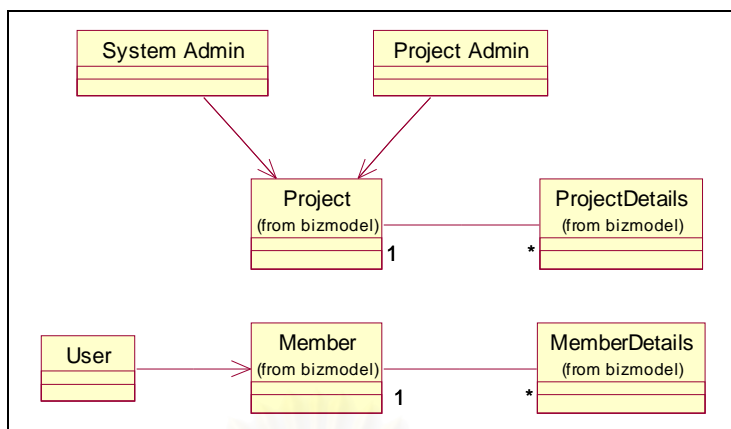 System Admin
Project Admin
Project
(from bizmodel)
1
*
ProjectDetails
(from bizmodel)
User
Member
(from bizmodel)
1
*
MemberDetails
(from bizmodel)